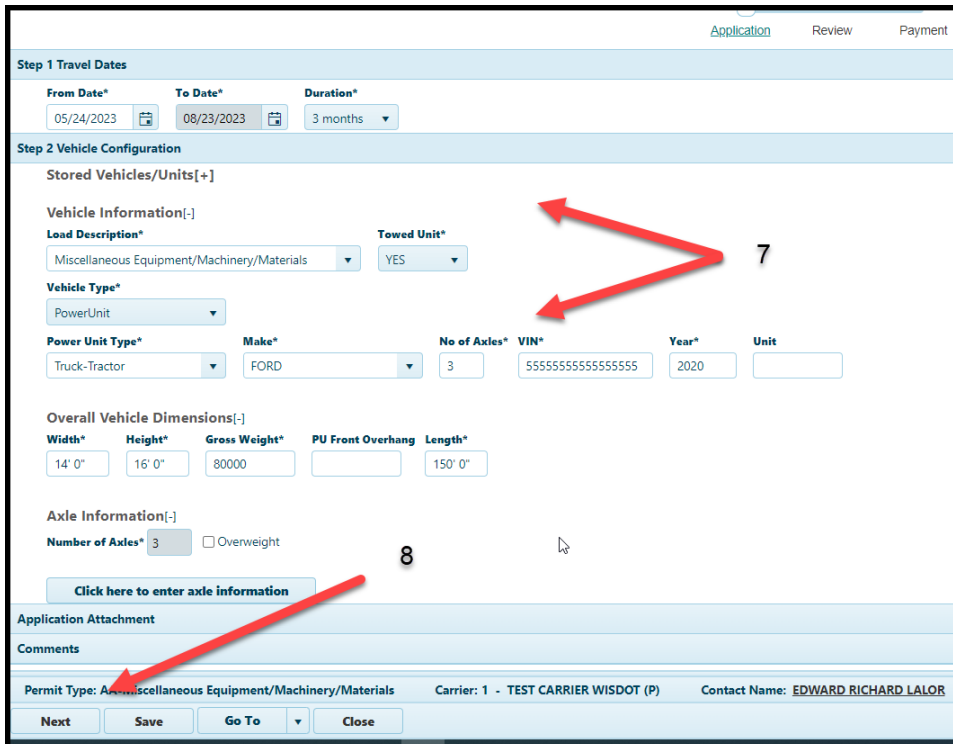 Application Review Payment
Step 1 Travel Dates
From Date* To Date* Duration*
05/24/2023 08/23/2023 3 months
Step 2 Vehicle Configuration
Stored Vehicles/Units[+]
Vehicle Information[-]
Load Description* Towed Unit*
Miscellaneous Equipment/Machinery/Materials YES
7
Vehicle Type*
PowerUnit
Power Unit Type* Make* No of Axles* VIN* Year* Unit
Truck-Tractor FORD 3 55555555555555555 2020
Overall Vehicle Dimensions[-]
Width* Height* Gross Weight* PU Front Overhang Length*
14' 0" 16' 0" 80000 150' 0"
Axle Information[-]
Number of Axles* 3 Overweight
8
Click here to enter axle information
Application Attachment
Comments
Permit Type: AA-Miscellaneous Equipment/Machinery/Materials Carrier: 1 - TEST CARRIER WISDOT (P) Contact Name: EDWARD RICHARD LALOR
Next Save Go To Close